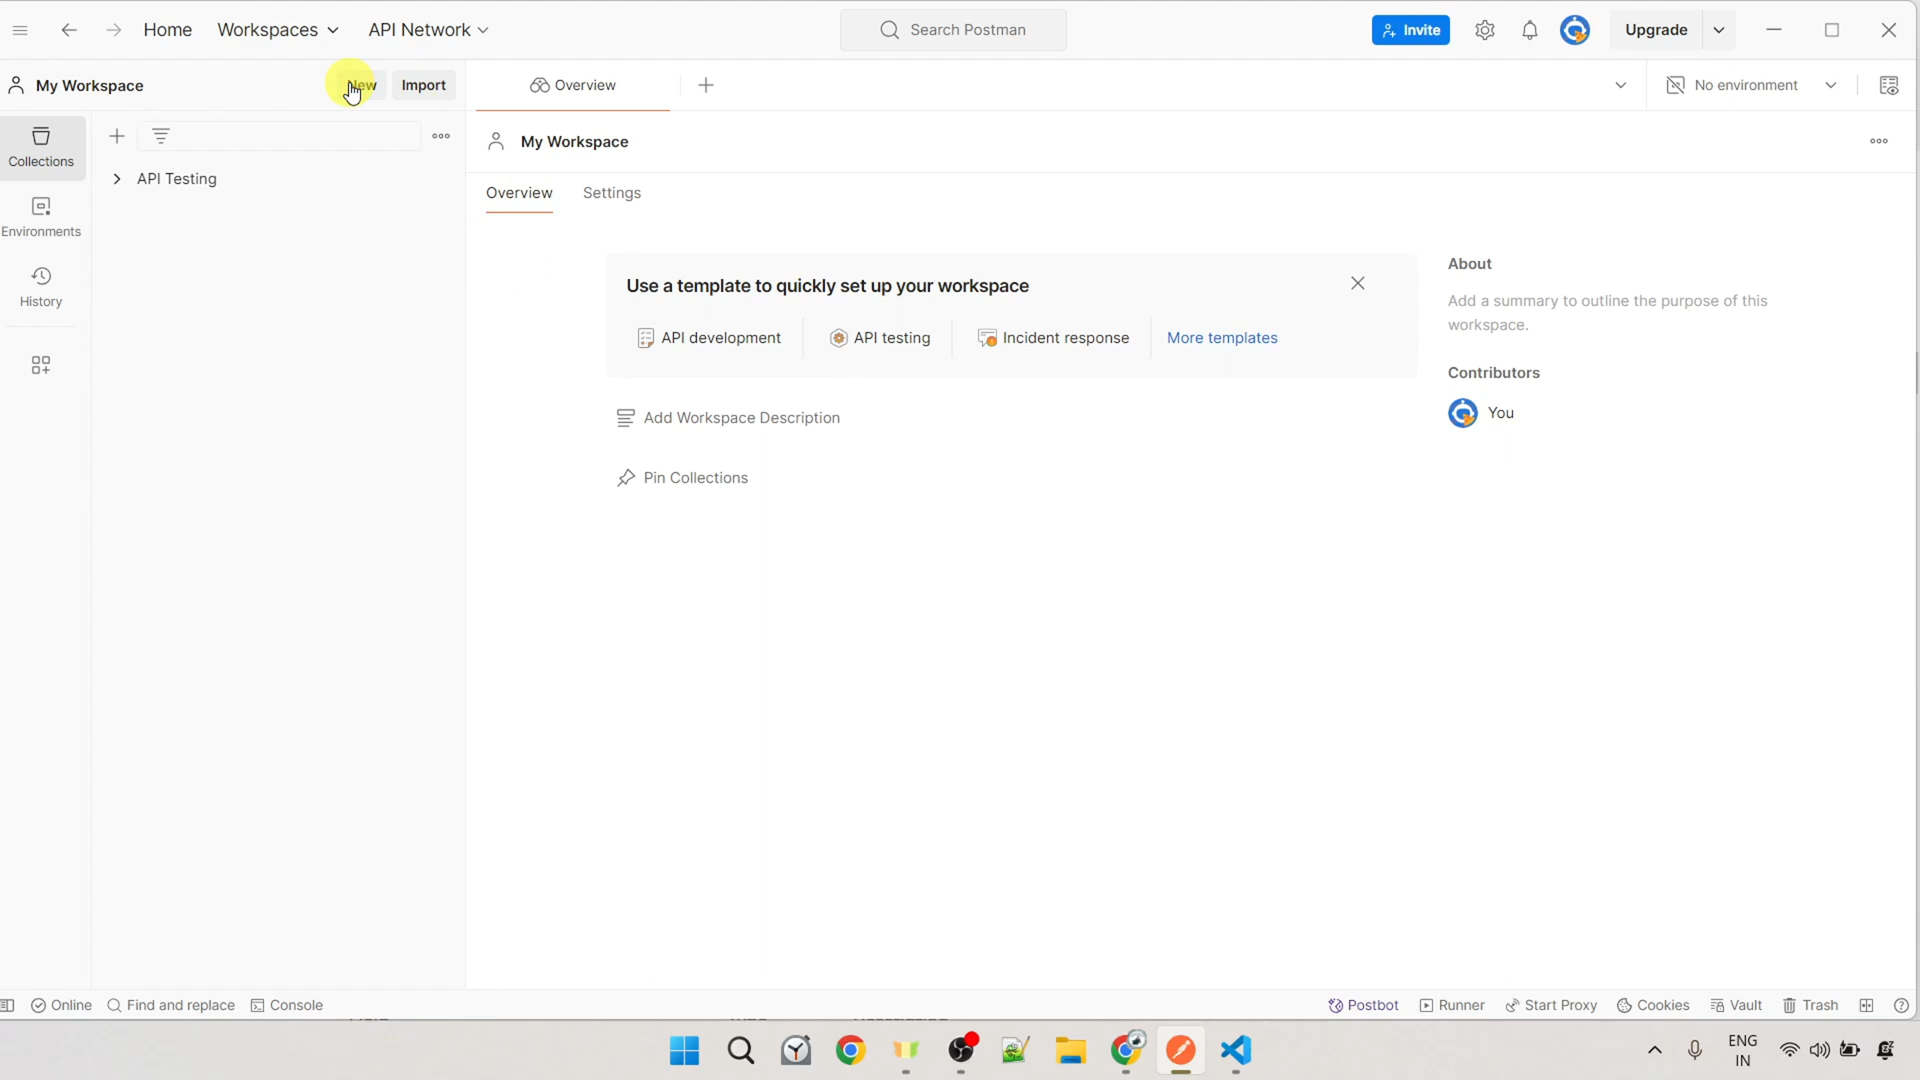 Home Workspaces API Network Search Postman Invite Upgrade
My Workspace New Import Overview No environment
Collections
API Testing
Environments
History
My Workspace
Overview Settings
Use a template to quickly set up your workspace
API development API testing Incident response More templates
Add Workspace Description
Pin Collections
About
Add a summary to outline the purpose of this
workspace.
Contributors
You
Online Find and replace Console Postbot Runner Start Proxy Cookies Vault Trash
ENG
IN